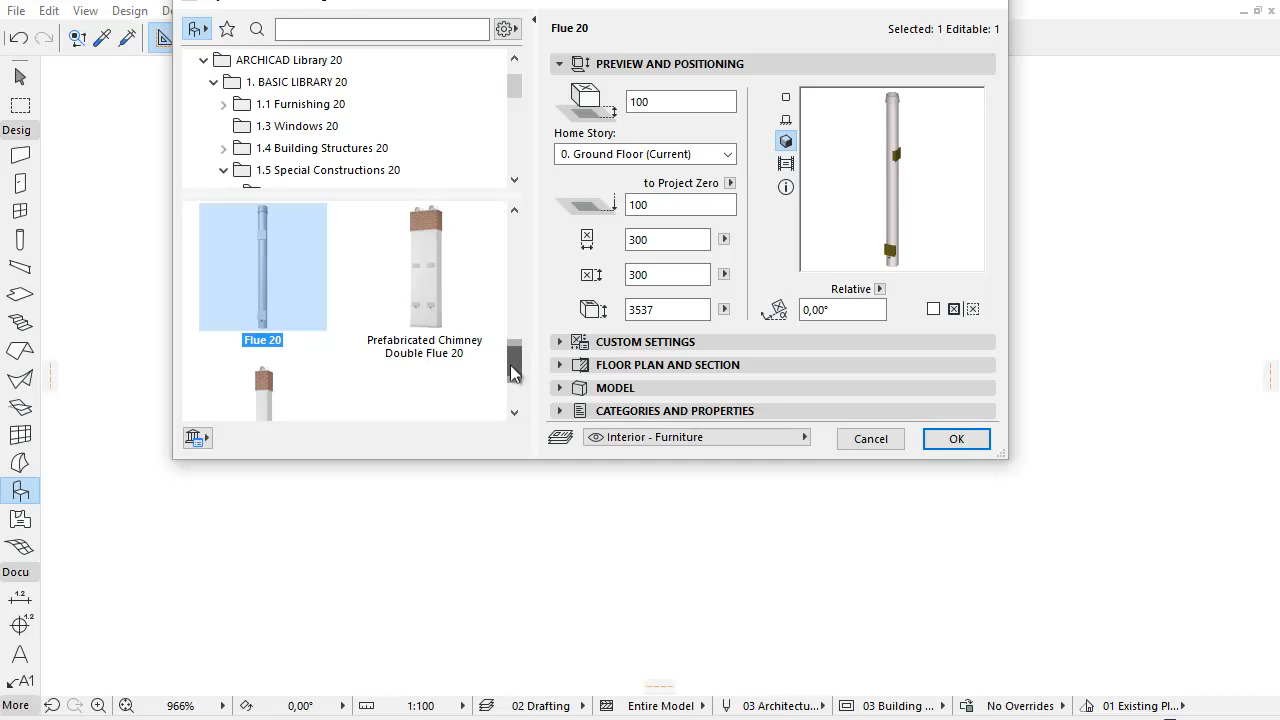 File Edit View Design
Flue 20
Selected: 1 Editable: 1
ARCHICAD Library 20
1. BASIC LIBRARY 20
1.1 Furnishing 20
1.3 Windows 20
1.4 Building Structures 20
1.5 Special Constructions 20
PREVIEW AND POSITIONING
100
Home Story:
0. Ground Floor (Current)
to Project Zero
100
300
300
3537
Relative
0,00°
Flue 20
Prefabricated Chimney
Double Flue 20
CUSTOM SETTINGS
FLOOR PLAN AND SECTION
MODEL
CATEGORIES AND PROPERTIES
Interior - Furniture
Cancel
OK
Desig
Docu
1.2
1.2
A
A1
More
966%
0,00°
1:100
02 Drafting
Entire Model
03 Architectu...
03 Building ...
No Overrides
01 Existing Pl...